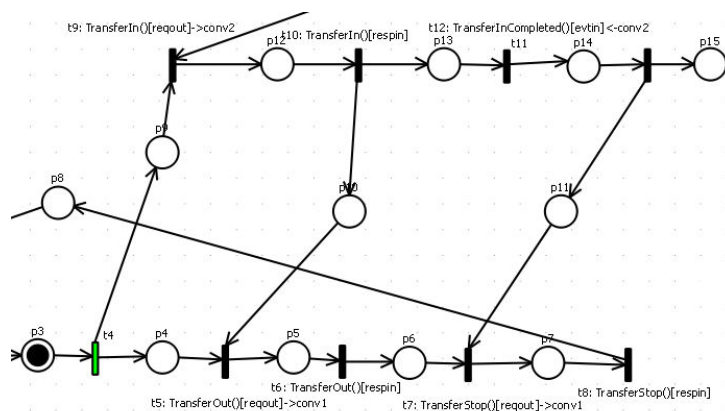 t9: TransferIn()[reqout]->conv2
t12: TransferInCompleted()[evtin]<-conv2
p12
t10: TransferIn()[respin]
p13
t11
p14
p15
p9
p8
p10
p11
p3
t4
p4
p5
p6
p7
t6: TransferOut()[respin]
t8: TransferStop()[respin]
t5: TransferOut()[reqout]->conv1
t7: TransferStop()[reqout]->conv1